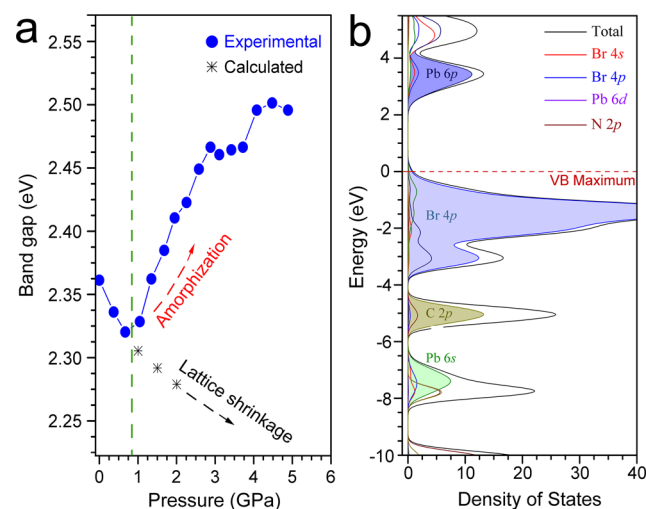 a
2.55
2.50
2.45
2.40
2.35
2.30
2.25
Band gap (eV)
Experimental
Calculated
Amorphization
Lattice shrinkage
0
1
2
3
4
5
6
Pressure (GPa)
b
4
2
0
-2
-4
-6
-8
-10
Energy (eV)
Total
Br 4s
Br 4p
Pb 6d
N 2p
Pb 6p
VB Maximum
Br 4p
C 2p
Pb 6s
0
10
20
30
40
Density of States